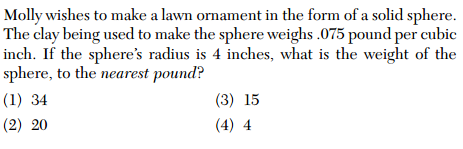 Molly wishes to make a lawn ornament in the form of a solid sphere.
The clay being used to make the sphere weighs .075 pound per cubic
inch. If the sphere's radius is 4 inches, what is the weight of the
sphere, to the nearest pound?
(1) 34 (3) 15
(2) 20 (4) 4